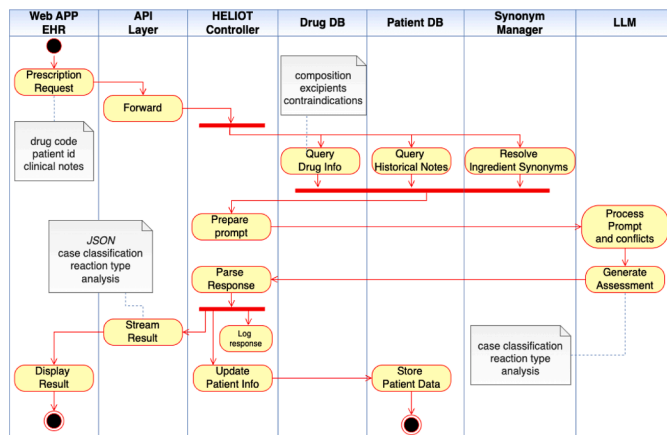 Web APP
EHR
API
Layer
HELIOT
Controller
Drug DB
Patient DB
Synonym
Manager
LLM
Prescription
Request
Forward
composition
excipients
contraindications
drug code
patient id
clinical notes
Query
Drug Info
Query
Historical Notes
Resolve
Ingredient Synonyms
Prepare
prompt
Process
Prompt
and conflicts
JSON
case classification
reaction type
analysis
Parse
Response
Generate
Assessment
Stream
Result
Log
response
case classification
reaction type
analysis
Display
Result
Update
Patient Info
Store
Patient Data